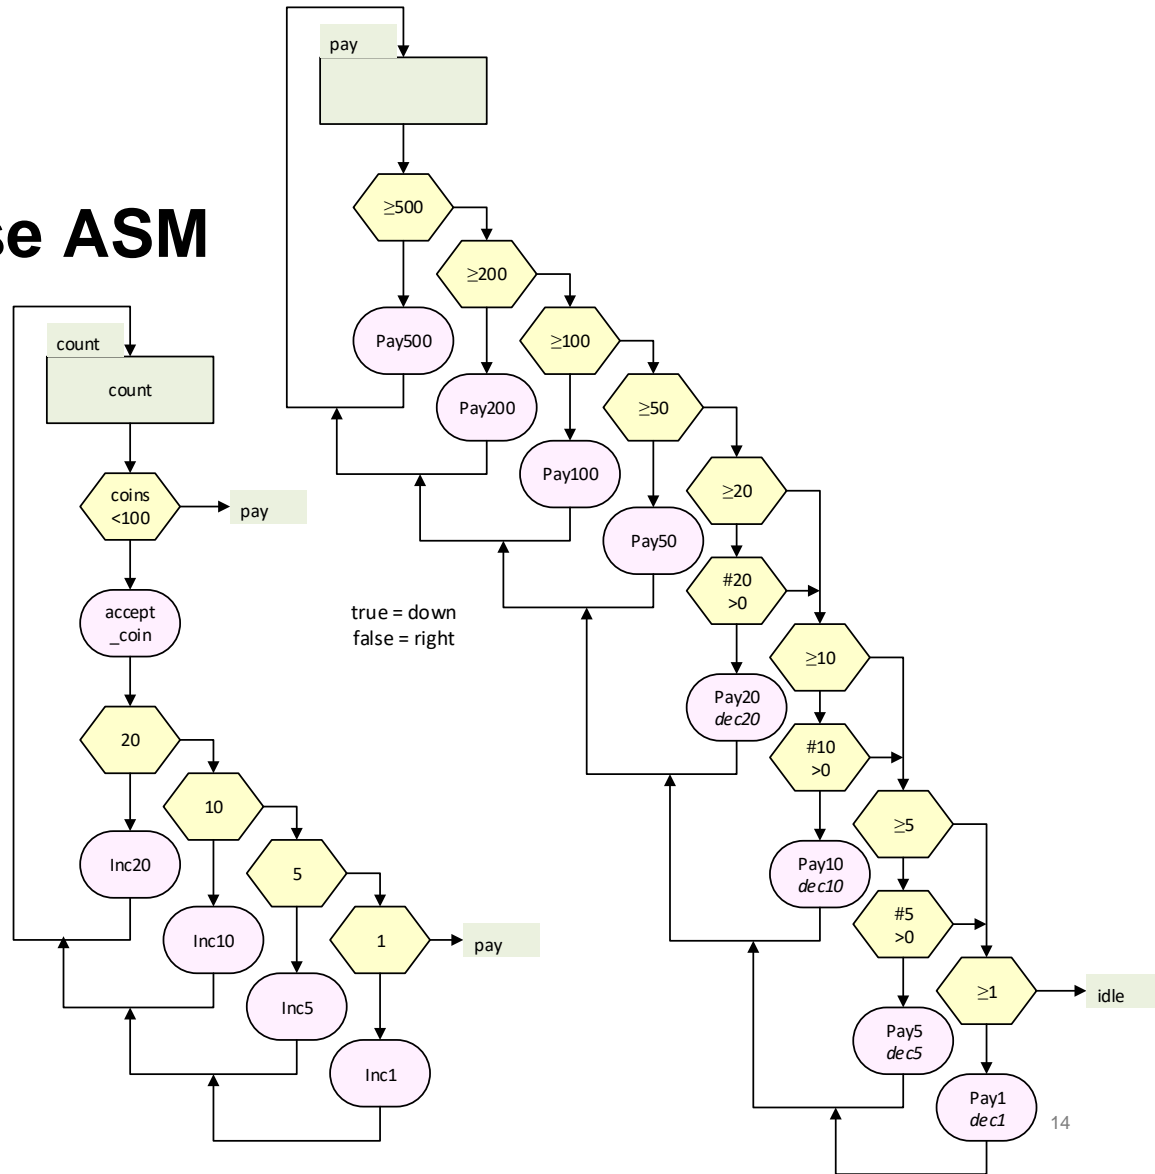 se ASM
pay
≥500
≥200
Pay500
≥100
Pay200
≥50
Pay100
≥20
Pay50
#20
>0
≥10
Pay20
dec20
#10
>0
≥5
Pay10
dec10
#5
>0
≥1
idle
Pay5
dec5
Pay1
dec1
true = down
false = right
count
count
coins
<100
pay
accept
_coin
20
10
Inc20
5
Inc10
1
pay
Inc5
Inc1
14